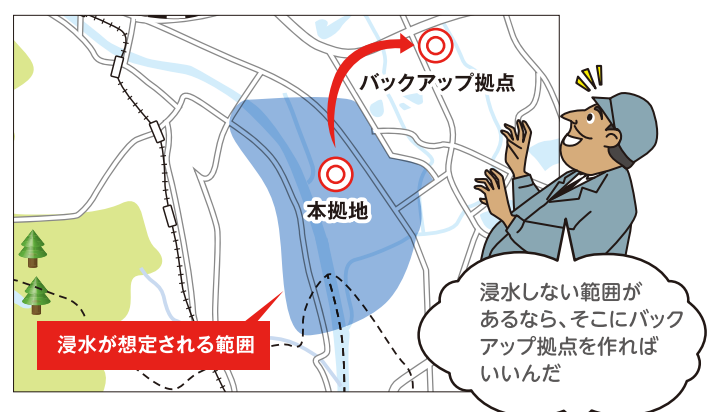 バックアップ拠点
本拠地
浸水が想定される範囲
浸水しない範囲が
あるなら、そこにバック
アップ拠点を作れば
いいんだ